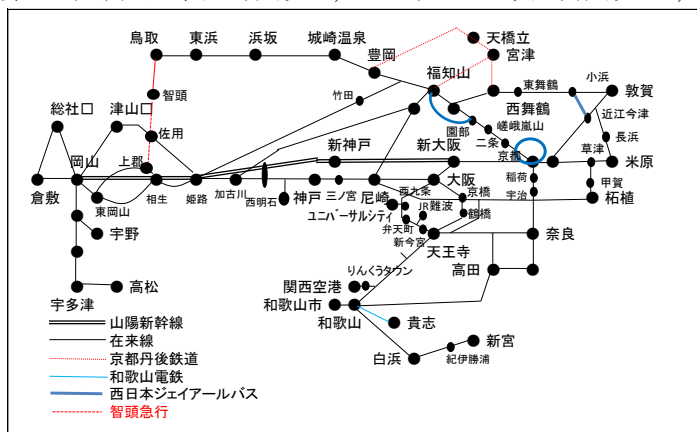 鳥取 東浜 浜坂 城崎温泉 豊岡 天橋立
宮津
福知山
東舞鶴 小浜
敦賀
智頭
竹田
西舞鶴
近江今津
総社口 津山口
佐用
園部 嵯峨嵐山
長浜
二条
新神戸 新大阪
京都
草津
米原
岡山
上郡
稲荷
甲賀
倉敷
相生 姫路 加古川 西明石 神戸 三ノ宮 尼崎 大阪
宇治
柘植
東岡山
西九条 京橋
ユニバーサルシティ
JR難波
鶴橋
宇野
弁天町
新今宮
天王寺
奈良
高田
りんくうタウン
関西空港
高松
宇多津
和歌山市
和歌山
貴志
新宮
白浜
紀伊勝浦
山陽新幹線
在来線
京都丹後鉄道
和歌山電鉄
西日本ジェイアールバス
智頭急行